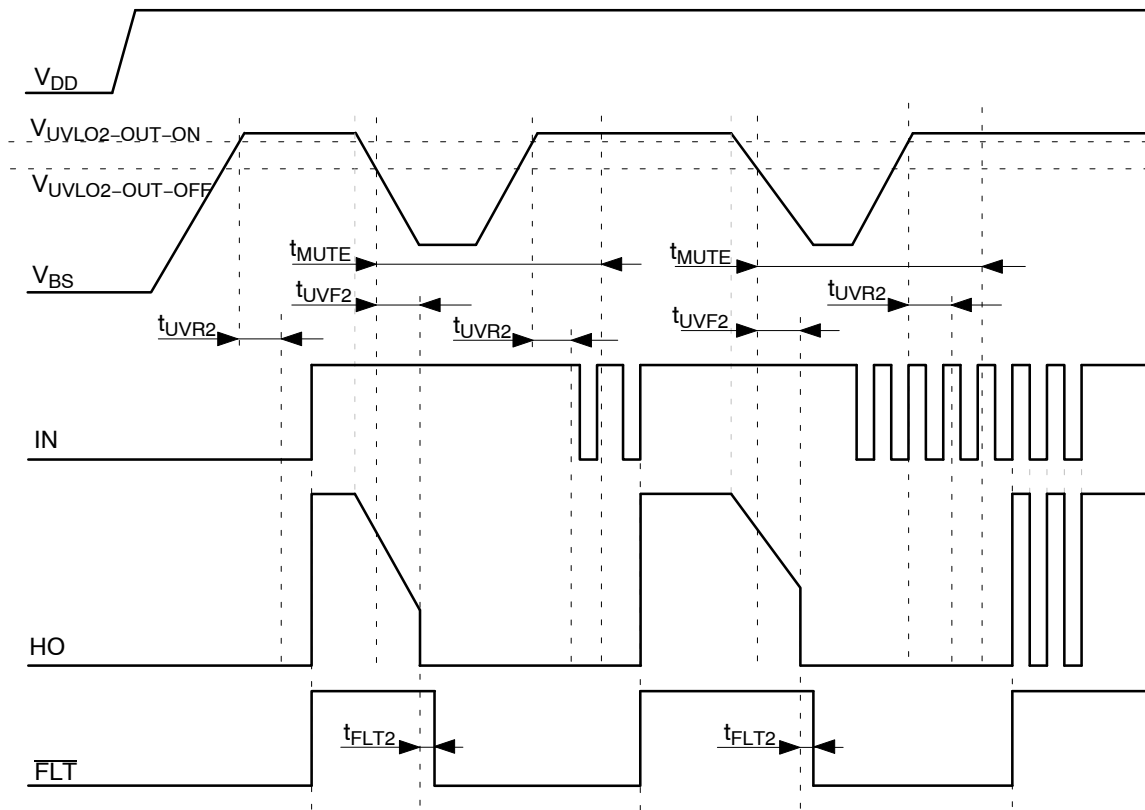 VDD
VUVLO2–OUT–ON
VUVLO2–OUT–OFF
VBS
tMUTE
tMUTE
tUVF2
tUVR2
tUVR2
tUVR2
tUVF2
IN
HO
tFLT2
tFLT2
FLT